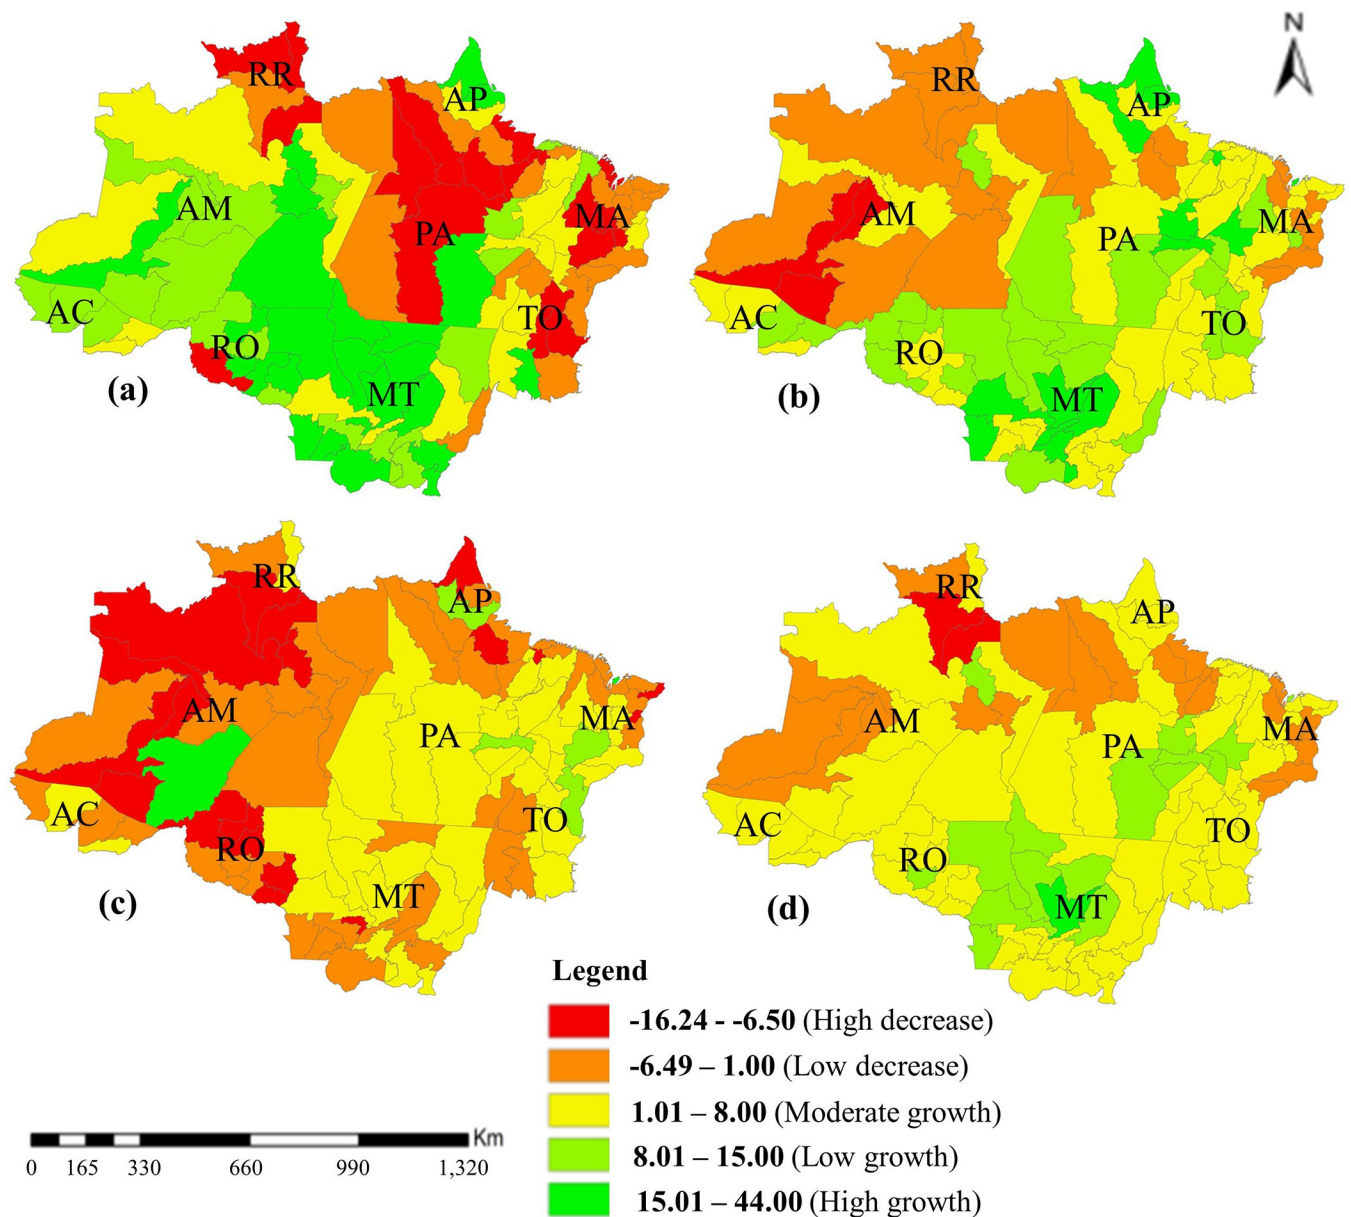 N
RR
AP
AM
PA
MA
AC
RO
TO
MT
(a)
RR
AP
AM
PA
MA
AC
RO
TO
MT
(b)
RR
AP
AM
PA
MA
AC
RO
TO
MT
(c)
RR
AP
AM
PA
MA
AC
RO
TO
MT
(d)
Legend
-16.24 - -6.50 (High decrease)
-6.49 – 1.00 (Low decrease)
1.01 – 8.00 (Moderate growth)
8.01 – 15.00 (Low growth)
15.01 – 44.00 (High growth)
Km
0 165 330 660 990 1,320